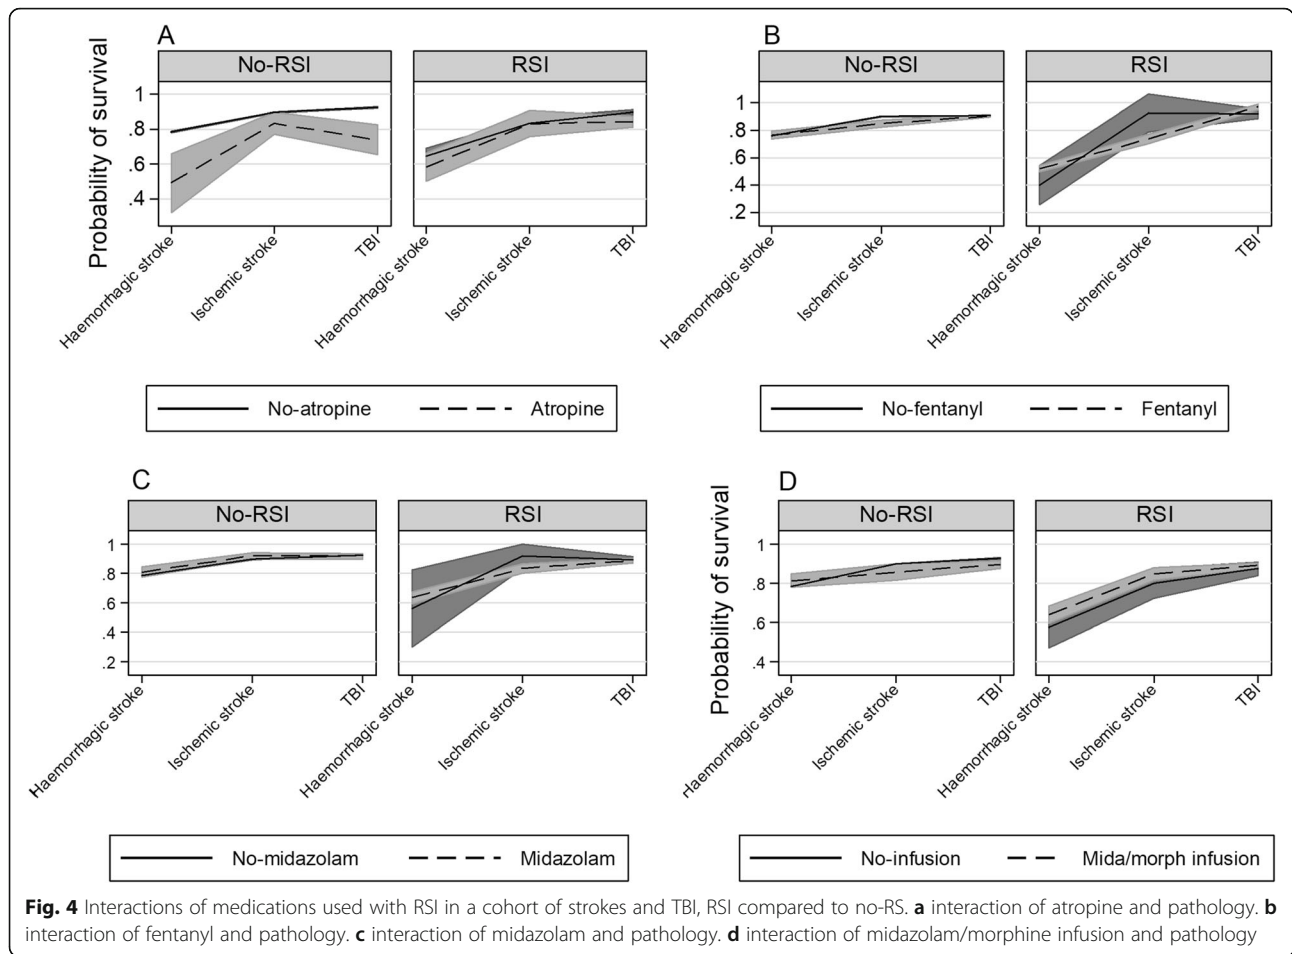 A
No-RSI
RSI
Probability of survival
1
.8
.6
.4
Haemorrhagic stroke
Ischemic stroke
TBI
Haemorrhagic stroke
Ischemic stroke
TBI
No-atropine
Atropine
B
No-RSI
RSI
1
.8
.6
.4
.2
Haemorrhagic stroke
Ischemic stroke
TBI
Haemorrhagic stroke
Ischemic stroke
TBI
No-fentanyl
Fentanyl
C
No-RSI
RSI
1
.8
.6
.4
.2
Haemorrhagic stroke
Ischemic stroke
TBI
Haemorrhagic stroke
Ischemic stroke
TBI
No-midazolam
Midazolam
D
No-RSI
RSI
Probability of survival
1
.8
.6
.4
Haemorrhagic stroke
Ischemic stroke
TBI
Haemorrhagic stroke
Ischemic stroke
TBI
No-infusion
Mida/morph infusion
Fig. 4 Interactions of medications used with RSI in a cohort of strokes and TBI, RSI compared to no-RS. a interaction of atropine and pathology. b
interaction of fentanyl and pathology. c interaction of midazolam and pathology. d interaction of midazolam/morphine infusion and pathology